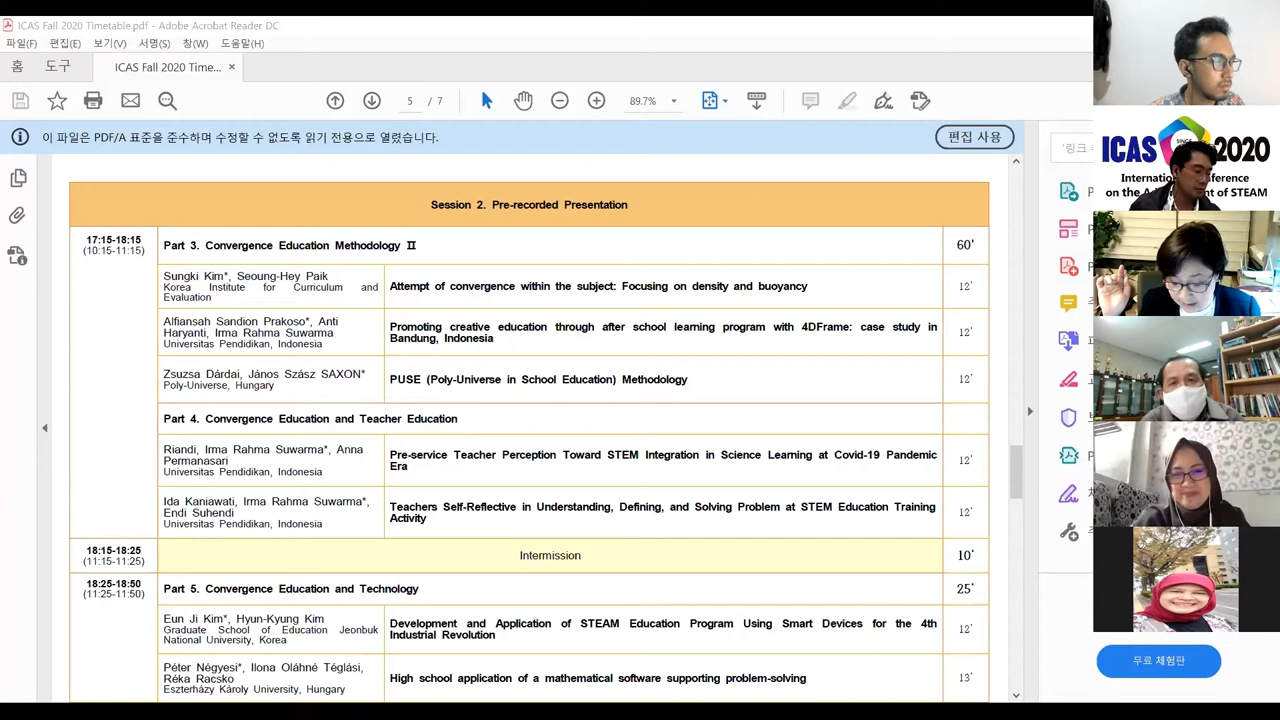 ICAS Fall 2020 Timetable.pdf - Adobe Acrobat Reader DC
파일(F) 편집(E) 보기(V) 서명(S) 창(W) 도움말(H)
홈 도구 ICAS Fall 2020 Time... ×
5 / 7 89.7%
이 파일은 PDF/A 표준을 준수하며 수정할 수 없도록 읽기 전용으로 열렸습니다. 편집 사용
Session 2. Pre-recorded Presentation
17:15-18:15
(10:15-11:15)
Part 3. Convergence Education Methodology Ⅱ 60'
Sungki Kim*, Seoung-Hey Paik
Korea Institute for Curriculum and
Evaluation
Attempt of convergence within the subject: Focusing on density and buoyancy 12'
Alfiansah Sandion Prakoso*, Anti
Haryanti, Irma Rahma Suwarma
Universitas Pendidikan, Indonesia
Promoting creative education through after school learning program with 4DFrame: case study in
Bandung, Indonesia 12'
Zsuzsa Dárdai, János Szász SAXON*
Poly-Universe, Hungary
PUSE (Poly-Universe in School Education) Methodology 12'
Part 4. Convergence Education and Teacher Education
Riandi, Irma Rahma Suwarma*, Anna
Permanasari
Universitas Pendidikan, Indonesia
Pre-service Teacher Perception Toward STEM Integration in Science Learning at Covid-19 Pandemic
Era 12'
Ida Kaniawati, Irma Rahma Suwarma*,
Endi Suhendi
Universitas Pendidikan, Indonesia
Teachers Self-Reflective in Understanding, Defining, and Solving Problem at STEM Education Training
Activity 12'
18:15-18:25
(11:15-11:25)
Intermission 10'
18:25-18:50
(11:25-11:50)
Part 5. Convergence Education and Technology 25'
Eun Ji Kim*, Hyun-Kyung Kim
Graduate School of Education Jeonbuk
National University, Korea
Development and Application of STEAM Education Program Using Smart Devices for the 4th
Industrial Revolution 12'
Péter Négyesi*, Ilona Oláhné Téglási,
Réka Racsko
Eszterházy Károly University, Hungary
High school application of a mathematical software supporting problem-solving 13'
'링크
무료 체험판
ICAS 2020
SINCE
on the of STEAM